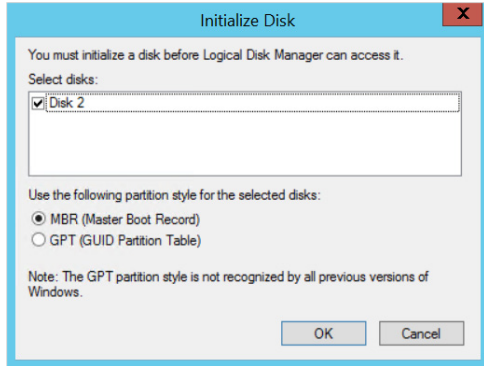 Initialize Disk
X
You must initialize a disk before Logical Disk Manager can access it.
Select disks:
Disk 2
Use the following partition style for the selected disks:
MBR (Master Boot Record)
GPT (GUID Partition Table)
Note: The GPT partition style is not recognized by all previous versions of
Windows.
OK
Cancel